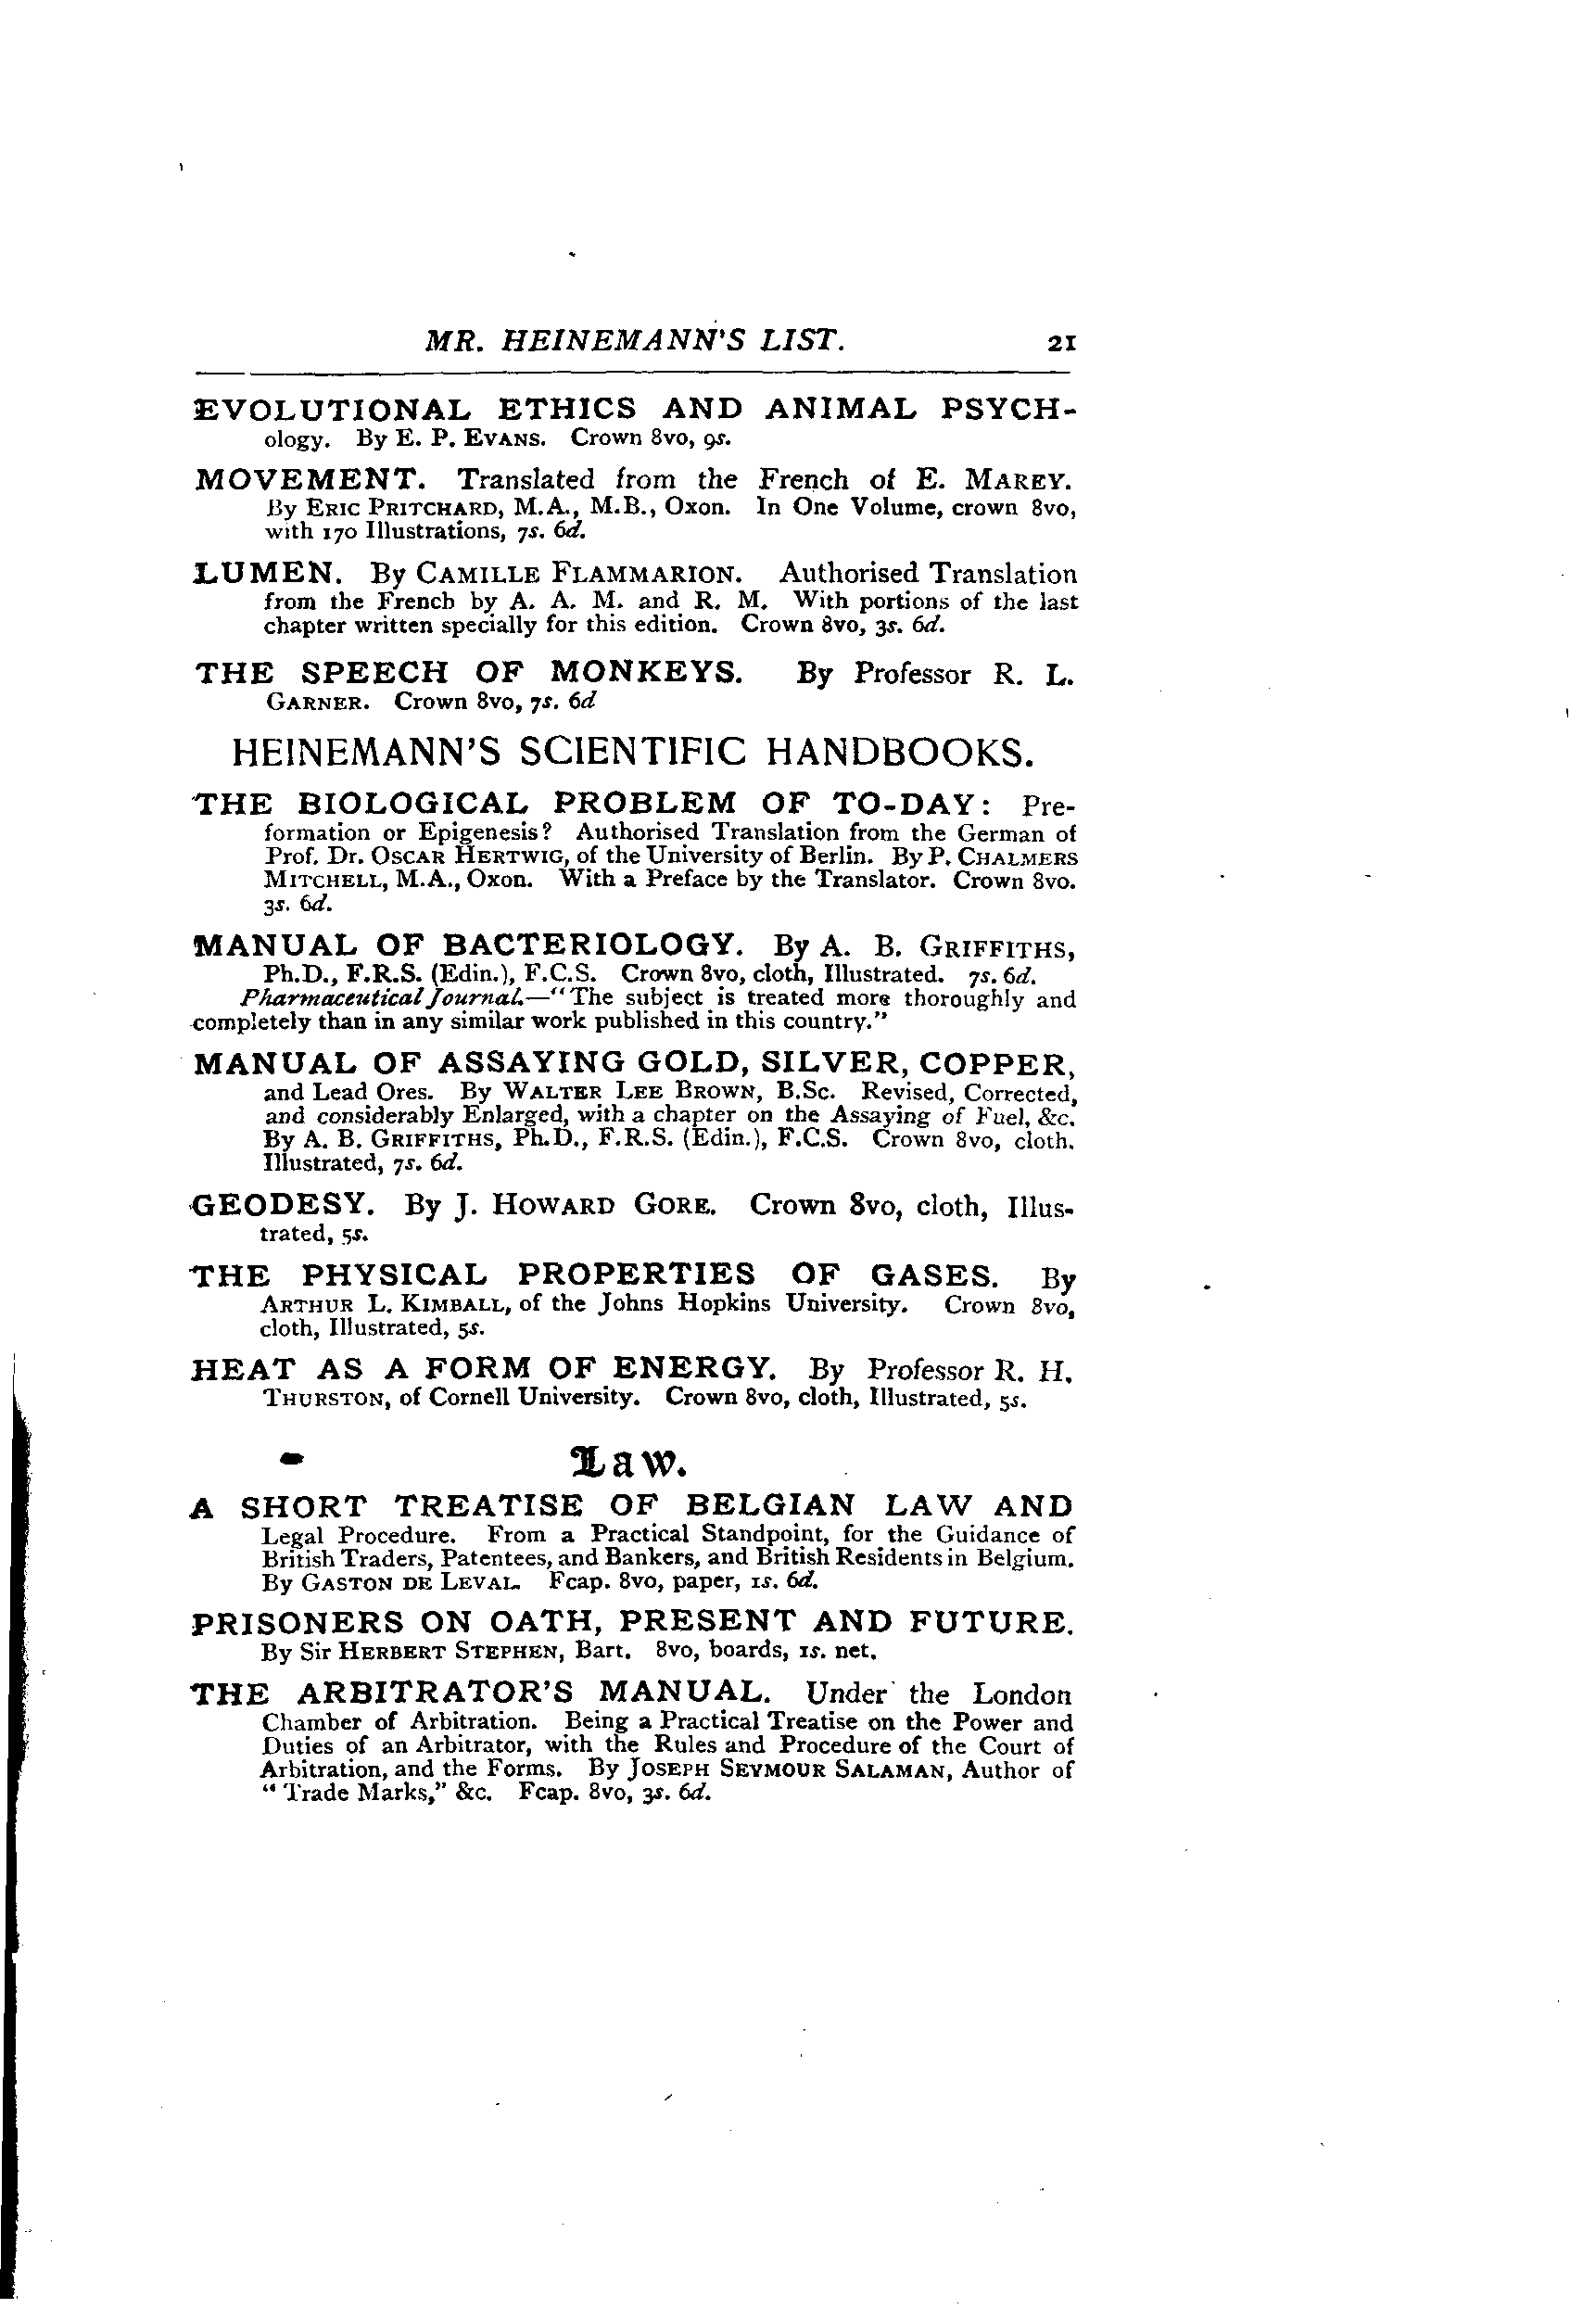 MR. HEINEMANN'S LIST. 21
EVOLUTIONAL ETHICS AND ANIMAL PSYCH-
ology. By E. P. EVANS. Crown 8vo, 9s.
MOVEMENT. Translated from the French of E. MAREY.
By ERIC PRITCHARD, M.A., M.B., Oxon. In One Volume, crown 8vo,
with 170 Illustrations, 7s. 6d.
LUMEN. By CAMILLE FLAMMARION. Authorised Translation
from the French by A. A. M. and R. M. With portions of the last
chapter written specially for this edition. Crown 8vo, 3s. 6d.
THE SPEECH OF MONKEYS. By Professor R. L.
GARNER. Crown 8vo, 7s. 6d
HEINEMANN'S SCIENTIFIC HANDBOOKS.
THE BIOLOGICAL PROBLEM OF TO-DAY: Pre-
formation or Epigenesis? Authorised Translation from the German of
Prof. Dr. OSCAR HERTWIG, of the University of Berlin. By P. CHALMERS
MITCHELL, M.A., Oxon. With a Preface by the Translator. Crown 8vo.
3s. 6d.
MANUAL OF BACTERIOLOGY. By A. B. GRIFFITHS,
Ph.D., F.R.S. (Edin.), F.C.S. Crown 8vo, cloth, Illustrated. 7s. 6d.
Pharmaceutical Journal.—"The subject is treated more thoroughly and
completely than in any similar work published in this country."
MANUAL OF ASSAYING GOLD, SILVER, COPPER,
and Lead Ores. By WALTER LEE BROWN, B.Sc. Revised, Corrected,
and considerably Enlarged, with a chapter on the Assaying of Fuel, &c.
By A. B. GRIFFITHS, Ph.D., F.R.S. (Edin.), F.C.S. Crown 8vo, cloth.
Illustrated, 7s. 6d.
GEODESY. By J. HOWARD GORE. Crown 8vo, cloth, Illus-
trated, 5s.
THE PHYSICAL PROPERTIES OF GASES. By
ARTHUR L. KIMBALL, of the Johns Hopkins University. Crown 8vo,
cloth, Illustrated, 5s.
HEAT AS A FORM OF ENERGY. By Professor R. H.
THURSTON, of Cornell University. Crown 8vo, cloth, Illustrated, 5s.
Law.
A SHORT TREATISE OF BELGIAN LAW AND
Legal Procedure. From a Practical Standpoint, for the Guidance of
British Traders, Patentees, and Bankers, and British Residents in Belgium.
By GASTON DE LEVAL. Fcap. 8vo, paper, 1s. 6d.
PRISONERS ON OATH, PRESENT AND FUTURE.
By Sir HERBERT STEPHEN, Bart. 8vo, boards, 1s. net.
THE ARBITRATOR'S MANUAL. Under the London
Chamber of Arbitration. Being a Practical Treatise on the Power and
Duties of an Arbitrator, with the Rules and Procedure of the Court of
Arbitration, and the Forms. By JOSEPH SEYMOUR SALAMAN, Author of
"Trade Marks," &c. Fcap. 8vo, 3s. 6d.